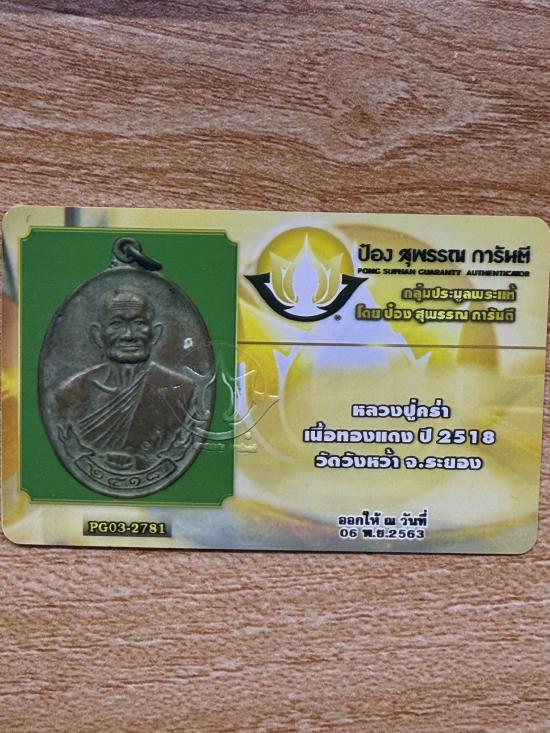 ป๋อง สุพรรณ การันตี
PONG SUPHAN GUARANTY AUTHENTICATOR
กลุ่มประมูลพระแท้
โดย ป๋อง สุพรรณ การันตี
®
หลวงปู่คร่ำ
เนื้อทองแดง ปี 2518
วัดวังหว้า จ.ระยอง
๒๕๑๘
PG03-2781
ออกให้ ณ วันที่
06 พ.ย.2563